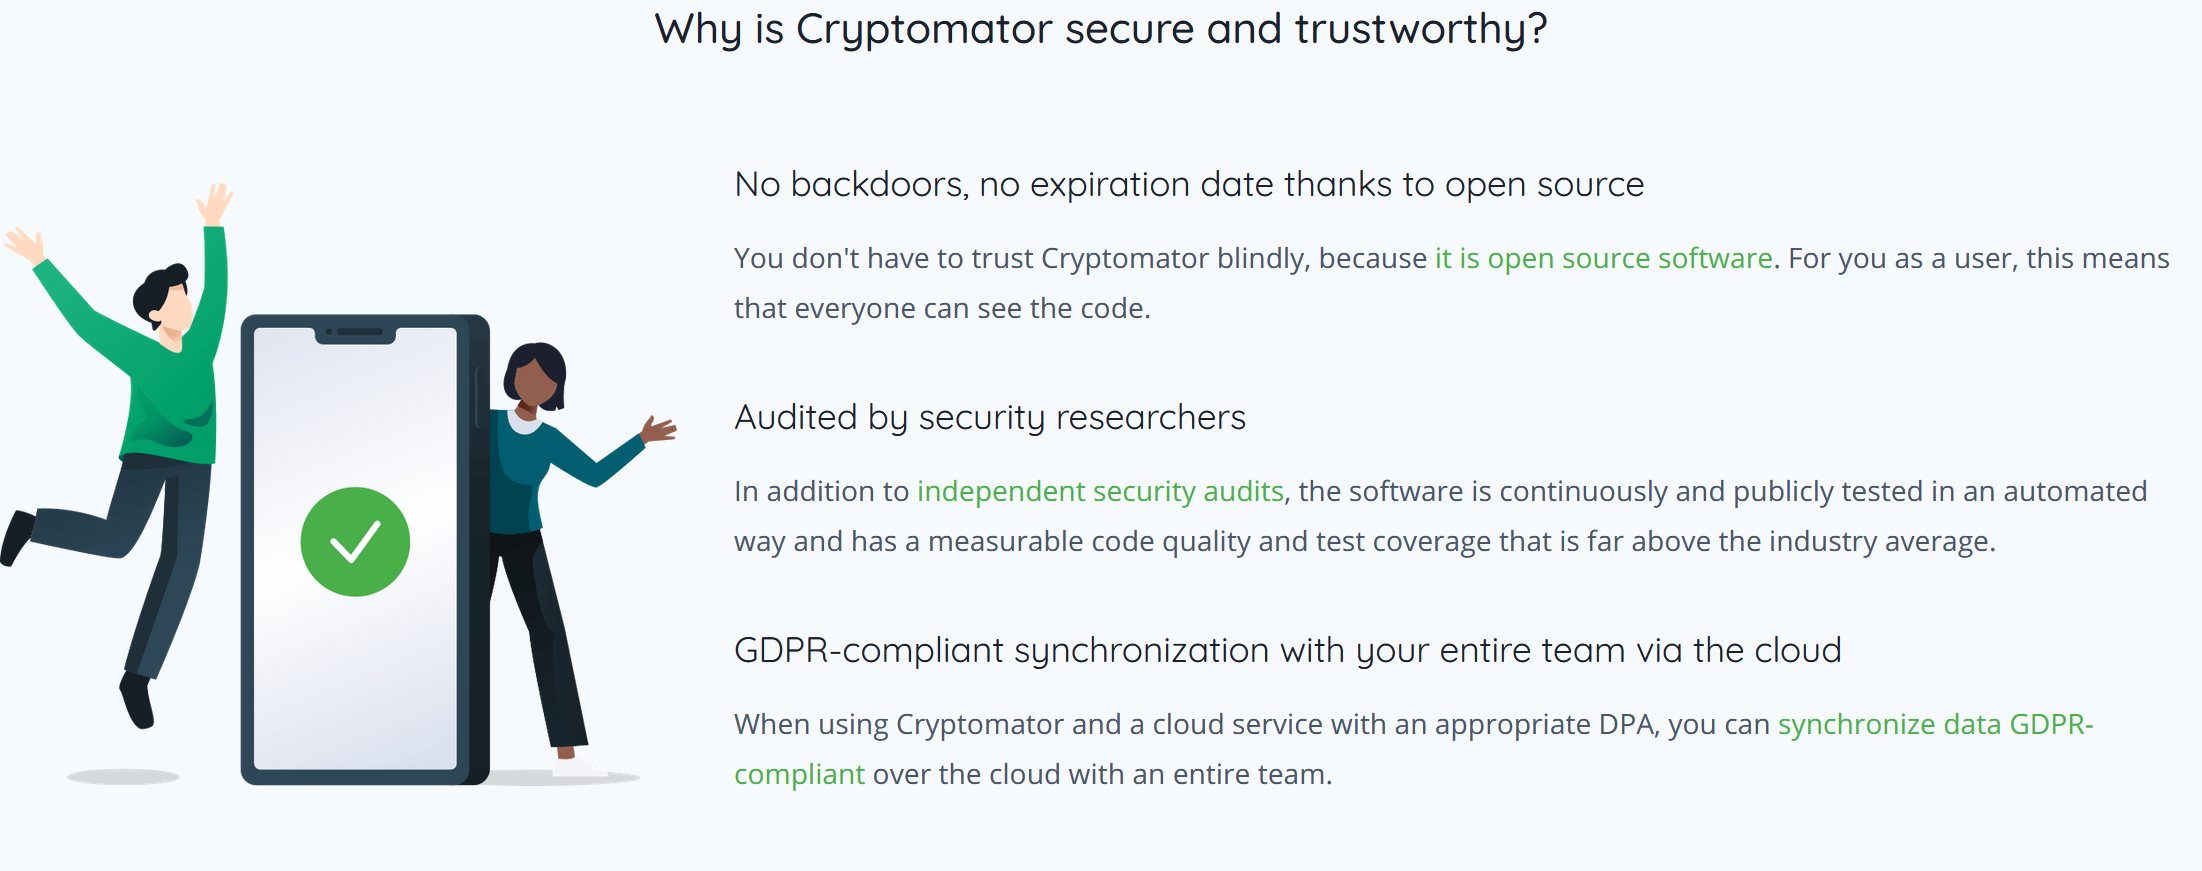 Why is Cryptomator secure and trustworthy?
No backdoors, no expiration date thanks to open source
You don't have to trust Cryptomator blindly, because it is open source software. For you as a user, this means
that everyone can see the code.
Audited by security researchers
In addition to independent security audits, the software is continuously and publicly tested in an automated
way and has a measurable code quality and test coverage that is far above the industry average.
GDPR-compliant synchronization with your entire team via the cloud
When using Cryptomator and a cloud service with an appropriate DPA, you can synchronize data GDPR-
compliant over the cloud with an entire team.